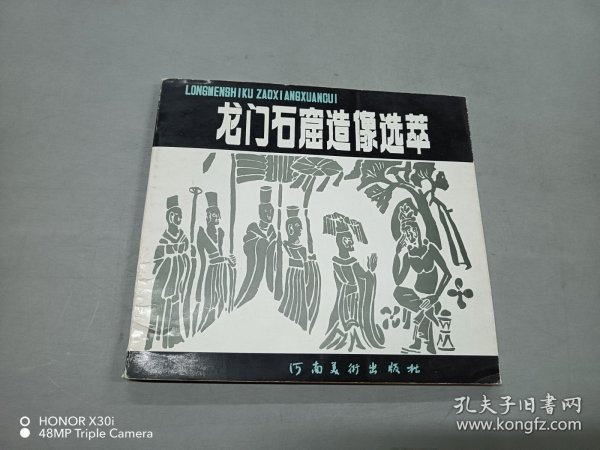 LONGMENSHIKU ZAOXIANGXUANCUI
龙门石窟造像选萃
河南美術出版社
HONOR X30i
48MP Triple Camera
孔夫子旧書网
www.kongfz.com